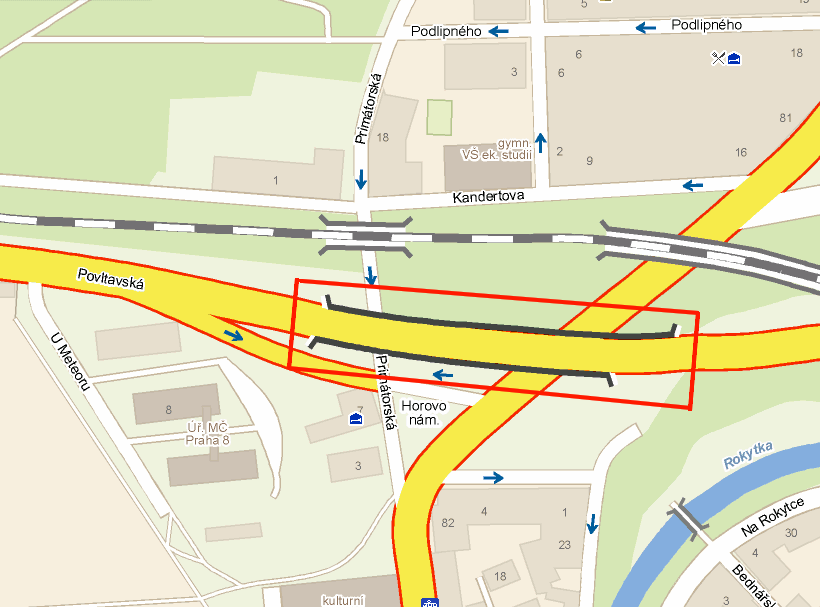 5
Podlipného
Podlipného
6
18
3
6
Primátorská
81
18
gymn.
VŠ ek. studií
2
9
16
1
Kandertova
Povltavská
U Meteoru
Primátorská
8
Horovo
nám.
7
Úř. MČ
Praha 8
3
Rokytka
82
4
1
Na Rokytce
30
23
4
18
kulturní
3